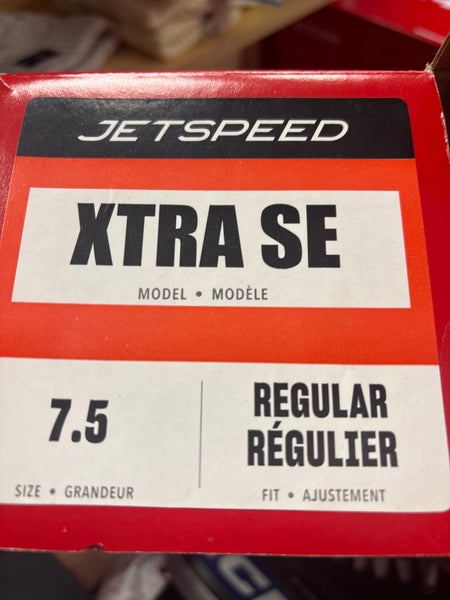 JETSPEED
XTRA SE
MODEL • MODÈLE
7.5
SIZE • GRANDEUR
REGULAR
RÉGULIER
FIT • AJUSTEMENT